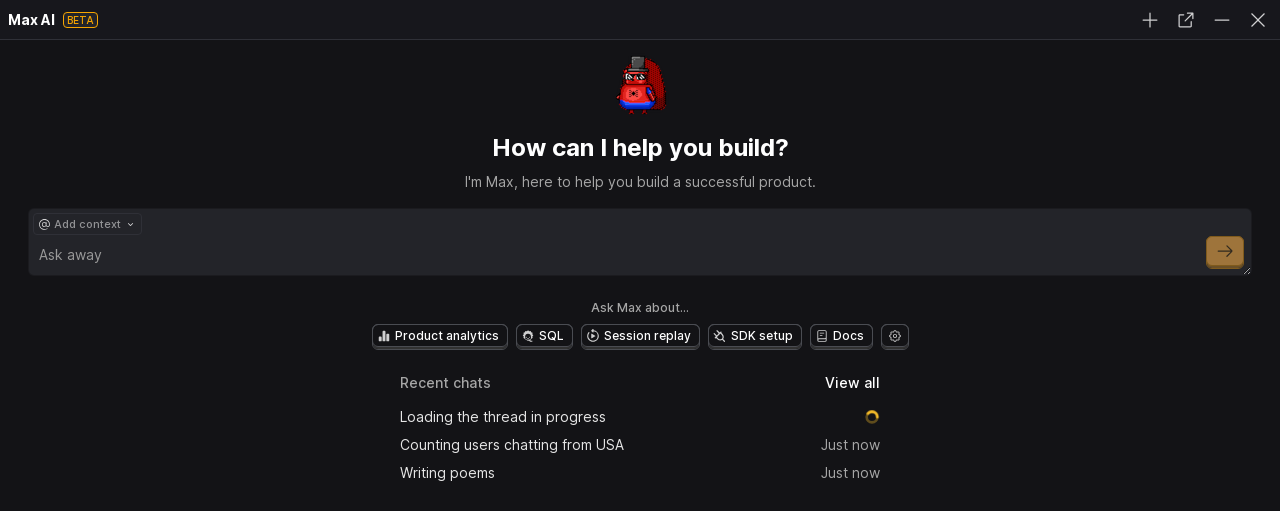 Max AI BETA
How can I help you build?
I'm Max, here to help you build a successful product.
@ Add context
Ask away
Ask Max about...
Product analytics SQL Session replay SDK setup Docs
Recent chats View all
Loading the thread in progress
Counting users chatting from USA Just now
Writing poems Just now